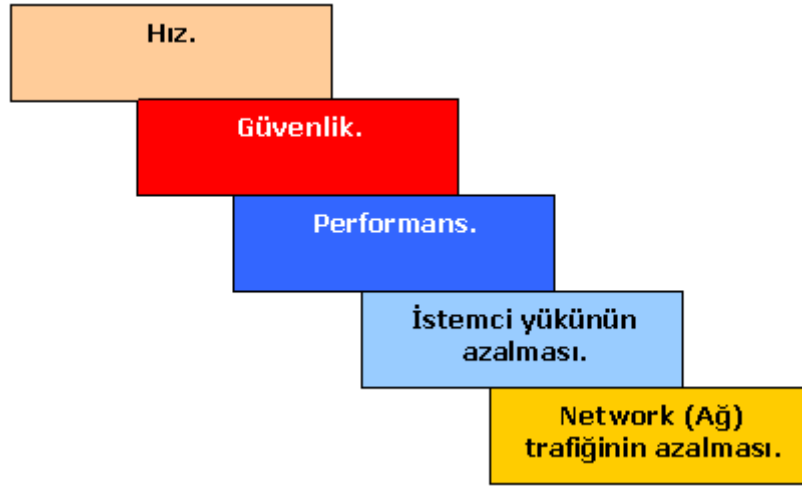 Hız.
Güvenlik.
Performans.
İstemci yükünün
azalması.
Network (Ağ)
trafiğinin azalması.